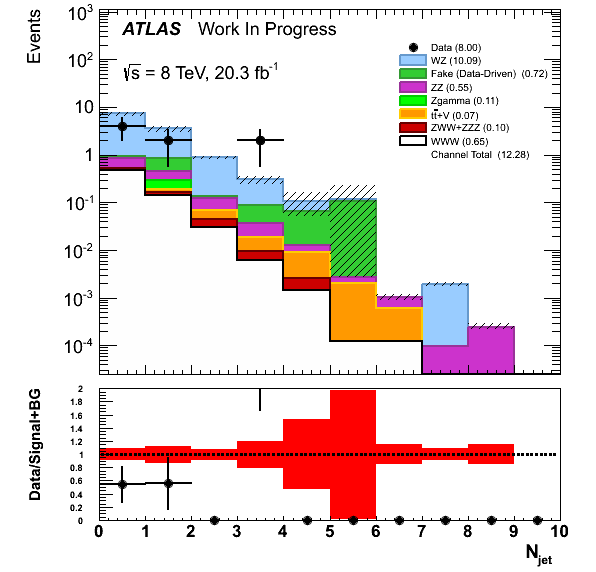 Events
10^3
10^2
10
1
10^-1
10^-2
10^-3
10^-4
ATLAS Work In Progress
√s = 8 TeV, 20.3 fb^-1
Data (8.00)
WZ (10.09)
Fake (Data-Driven) (0.72)
ZZ (0.55)
Zgamma (0.11)
tt̄+V (0.07)
ZWW+ZZZ (0.10)
WWW (0.65)
Channel Total (12.28)
Data/Signal+BG
2
1.8
1.6
1.4
1.2
1
0.8
0.6
0.4
0.2
0
0 1 2 3 4 5 6 7 8 9 10
N_jet